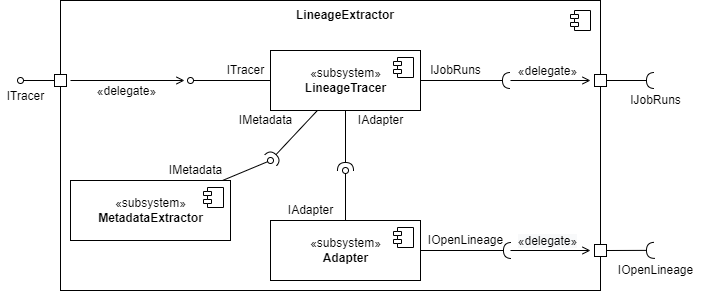 LineageExtractor
ITracer
«delegate»
ITracer
«subsystem»
LineageTracer
IJobRuns
«delegate»
IJobRuns
IMetadata
IAdapter
IMetadata
«subsystem»
MetadataExtractor
IAdapter
«subsystem»
Adapter
IOpenLineage
«delegate»
IOpenLineage